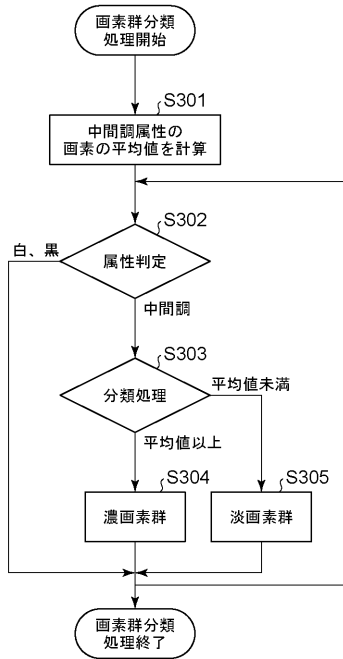 画素群分類
処理開始
S301
中間調属性の
画素の平均値を計算
S302
白、黒
属性判定
中間調
S303
分類処理
平均値未満
平均値以上
S304
濃画素群
S305
淡画素群
画素群分類
処理終了